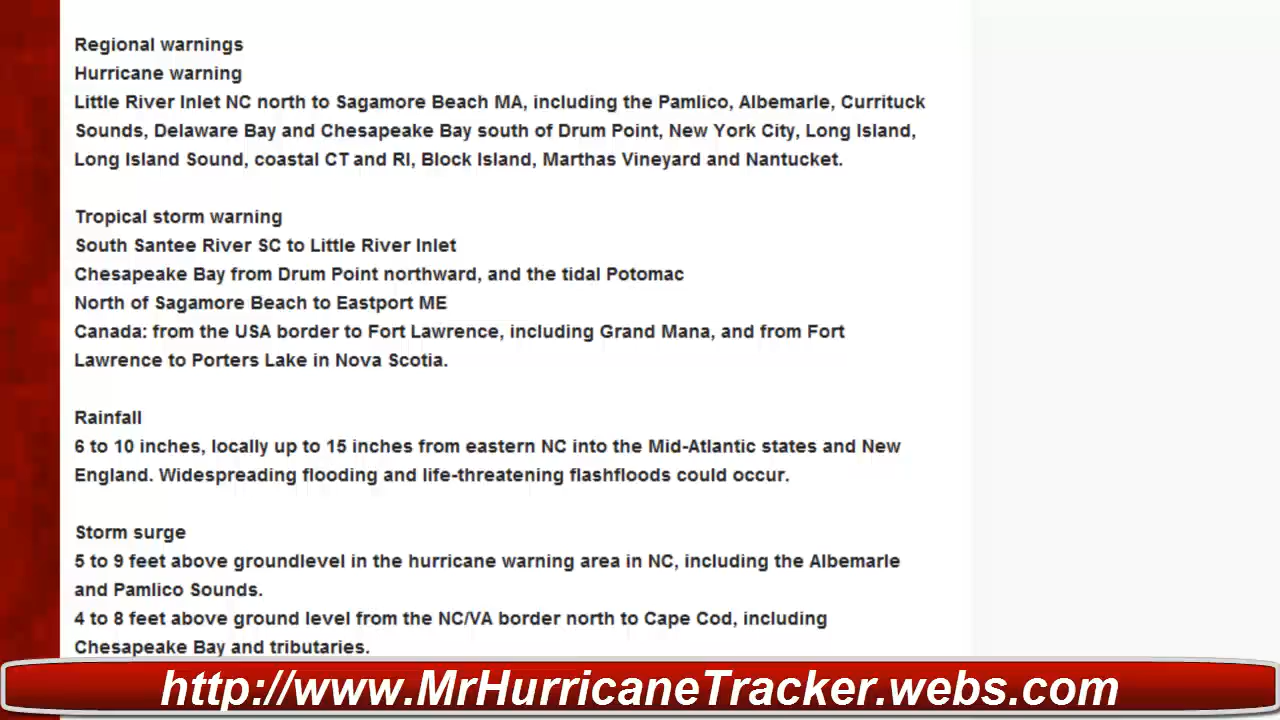 Regional warnings
Hurricane warning
Little River Inlet NC north to Sagamore Beach MA, including the Pamlico, Albemarle, Currituck
Sounds, Delaware Bay and Chesapeake Bay south of Drum Point, New York City, Long Island,
Long Island Sound, coastal CT and RI, Block Island, Marthas Vineyard and Nantucket.
Tropical storm warning
South Santee River SC to Little River Inlet
Chesapeake Bay from Drum Point northward, and the tidal Potomac
North of Sagamore Beach to Eastport ME
Canada: from the USA border to Fort Lawrence, including Grand Mana, and from Fort
Lawrence to Porters Lake in Nova Scotia.
Rainfall
6 to 10 inches, locally up to 15 inches from eastern NC into the Mid-Atlantic states and New
England. Widespreading flooding and life-threatening flashfloods could occur.
Storm surge
5 to 9 feet above groundlevel in the hurricane warning area in NC, including the Albemarle
and Pamlico Sounds.
4 to 8 feet above ground level from the NC/VA border north to Cape Cod, including
Chesapeake Bay and tributaries.
http://www.MrHurricaneTracker.webs.com